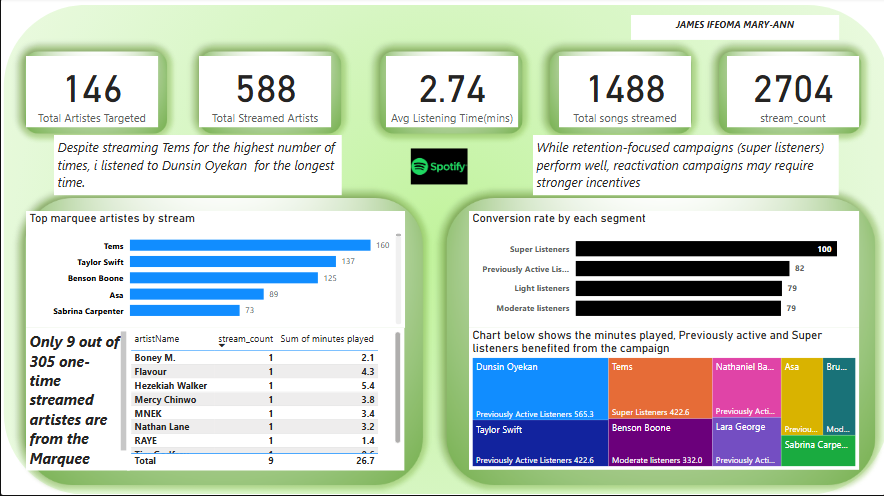 JAMES IFEOMA MARY-ANN
146
Total Artistes Targeted
588
Total Streamed Artists
2.74
Avg Listening Time(mins)
1488
Total songs streamed
2704
stream_count
Despite streaming Tems for the highest number of
times, i listened to Dunsin Oyekan for the longest
time.
Spotify
While retention-focused campaigns (super listeners)
perform well, reactivation campaigns may require
stronger incentives
Top marquee artistes by stream
Tems 160
Taylor Swift 137
Benson Boone 125
Asa 89
Sabrina Carpenter 73
Conversion rate by each segment
Super Listeners 100
Previously Active Lis... 82
Light listeners 79
Moderate listeners 79
Only 9 out of
305 one-
time
streamed
artistes are
from the
Marquee
artistName stream_count Sum of minutes played
Boney M. 1 2.1
Flavour 1 4.3
Hezekiah Walker 1 5.4
Mercy Chinwo 1 3.8
MNEK 1 3.4
Nathan Lane 1 3.2
RAYE 1 1.4
Total 9 26.7
Chart below shows the minutes played, Previously active and Super
listeners benefited from the campaign
Dunsin Oyekan
Previously Active Listeners 565.3
Taylor Swift
Previously Active Listeners 422.6
Tems
Super Listeners 422.6
Benson Boone
Moderate listeners 332.0
Nathaniel Ba...
Previously Acti...
Lara George
Previously Acti...
Asa
Previou...
Bru...
Mod...
Sabrina Carpe...